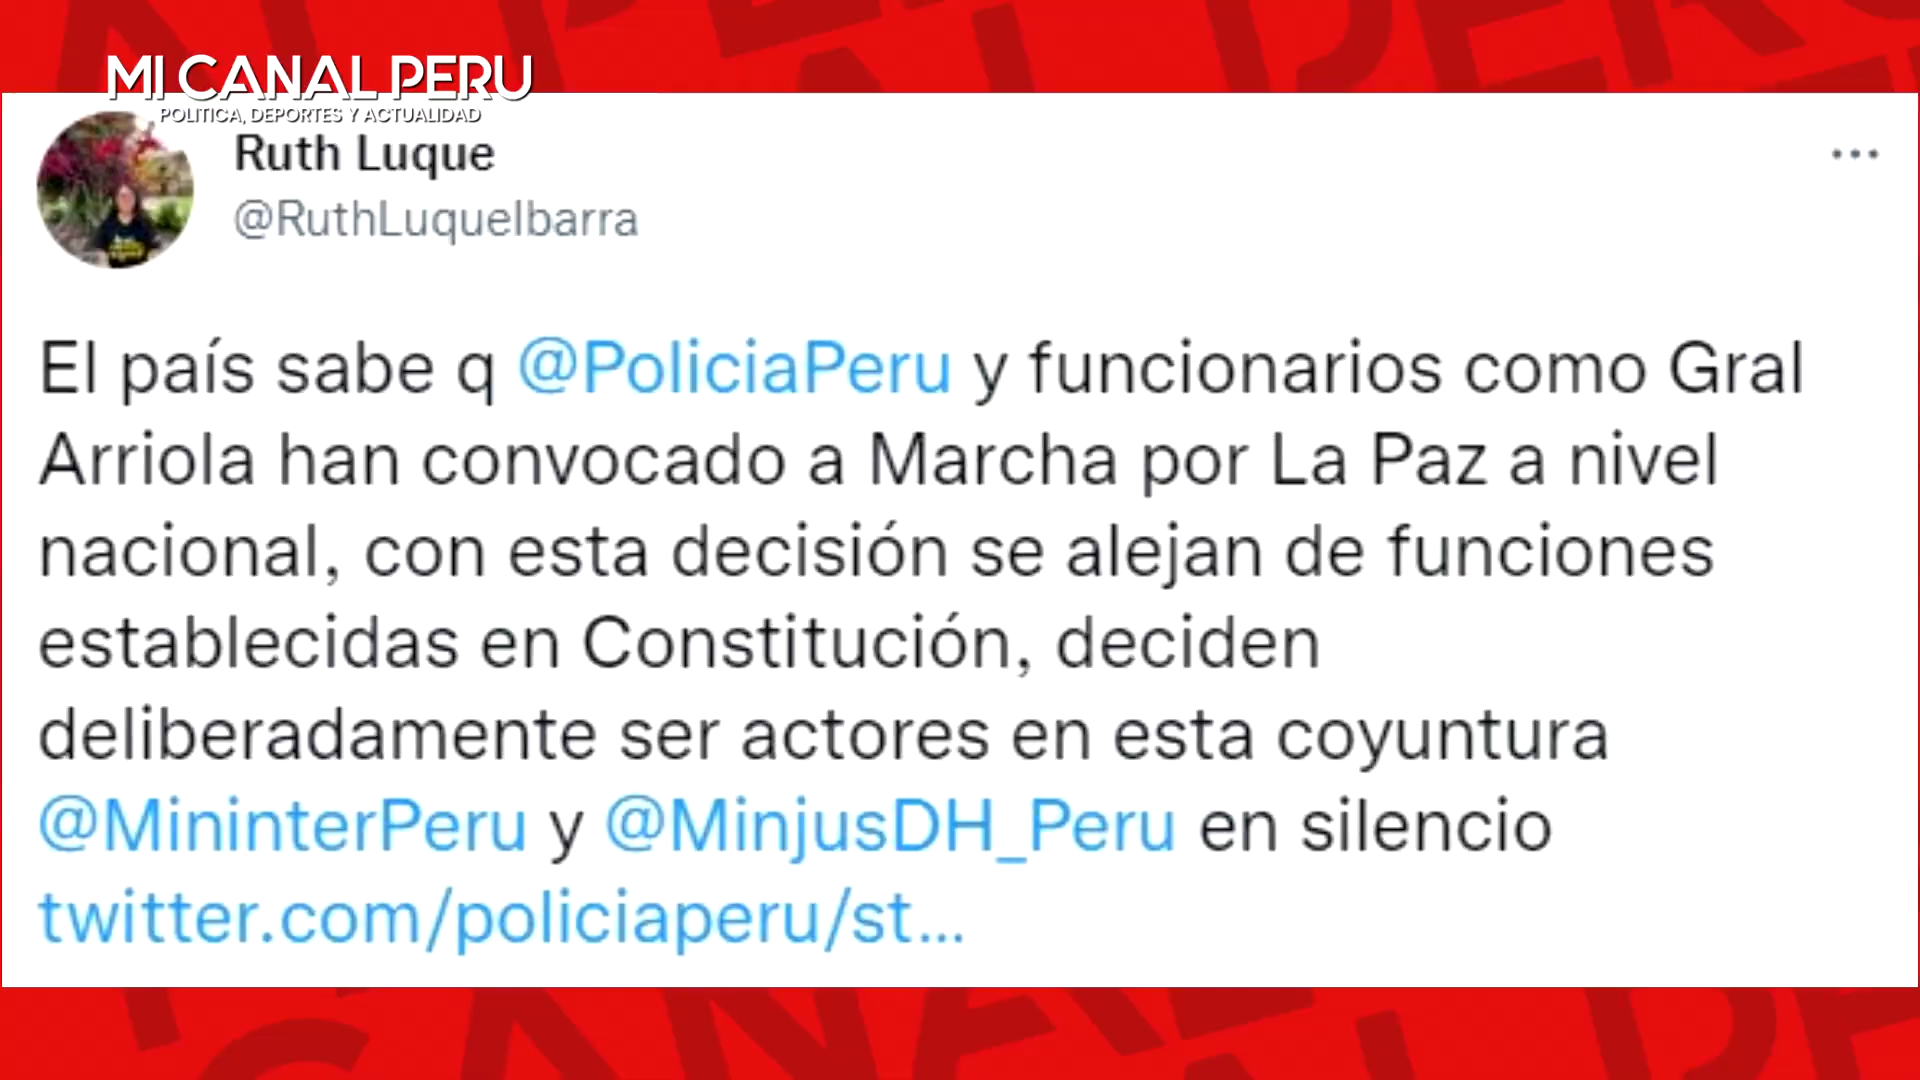 MI CANAL PERU
POLITICA, DEPORTES Y ACTUALIDAD
Ruth Luque
@RuthLuqueIbarra
El país sabe q @PoliciaPeru y funcionarios como Gral
Arriola han convocado a Marcha por La Paz a nivel
nacional, con esta decisión se alejan de funciones
establecidas en Constitución, deciden
deliberadamente ser actores en esta coyuntura
@MininterPeru y @MinjusDH_Peru en silencio
twitter.com/policiaperu/st...